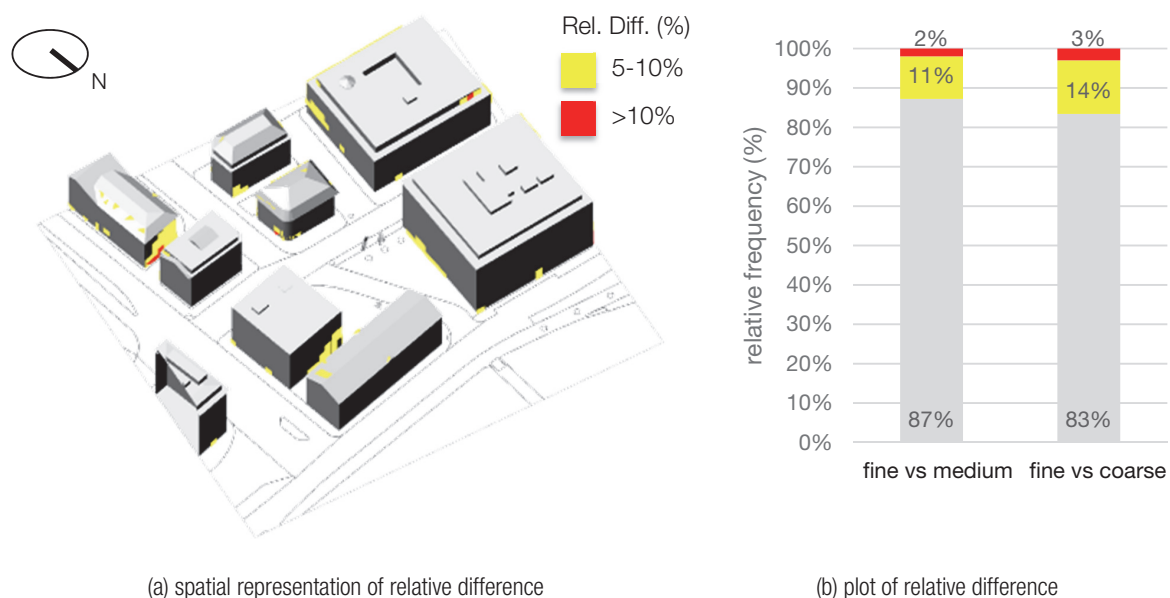 N
Rel. Diff. (%)
5-10%
>10%
relative frequency (%)
100%
90%
80%
70%
60%
50%
40%
30%
20%
10%
0%
2%
3%
11%
14%
87%
83%
fine vs medium
fine vs coarse
(a) spatial representation of relative difference
(b) plot of relative difference